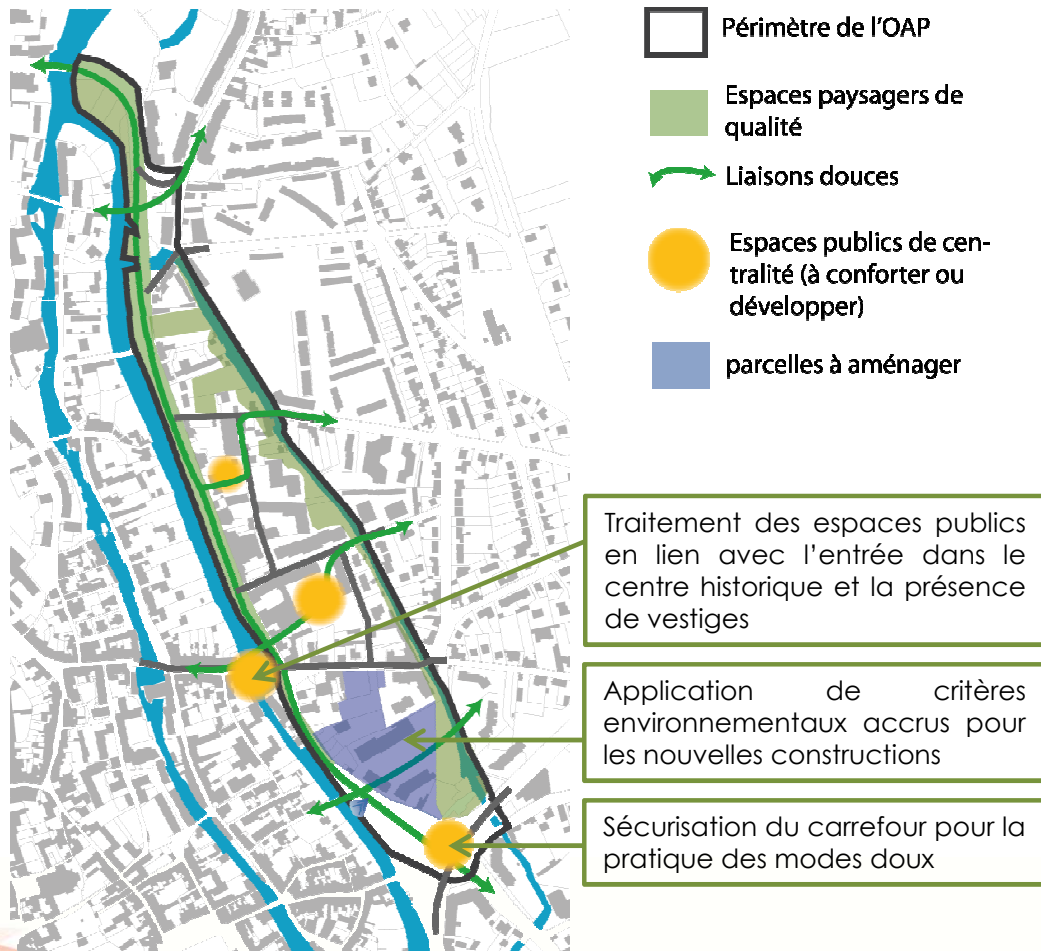 Périmètre de l'OAP
Espaces paysagers de
qualité
Liaisons douces
Espaces publics de cen-
tralité (à conforter ou
développer)
parcelles à aménager
Traitement des espaces publics
en lien avec l'entrée dans le
centre historique et la présence
de vestiges
Application de critères
environnementaux accrus pour
les nouvelles constructions
Sécurisation du carrefour pour la
pratique des modes doux